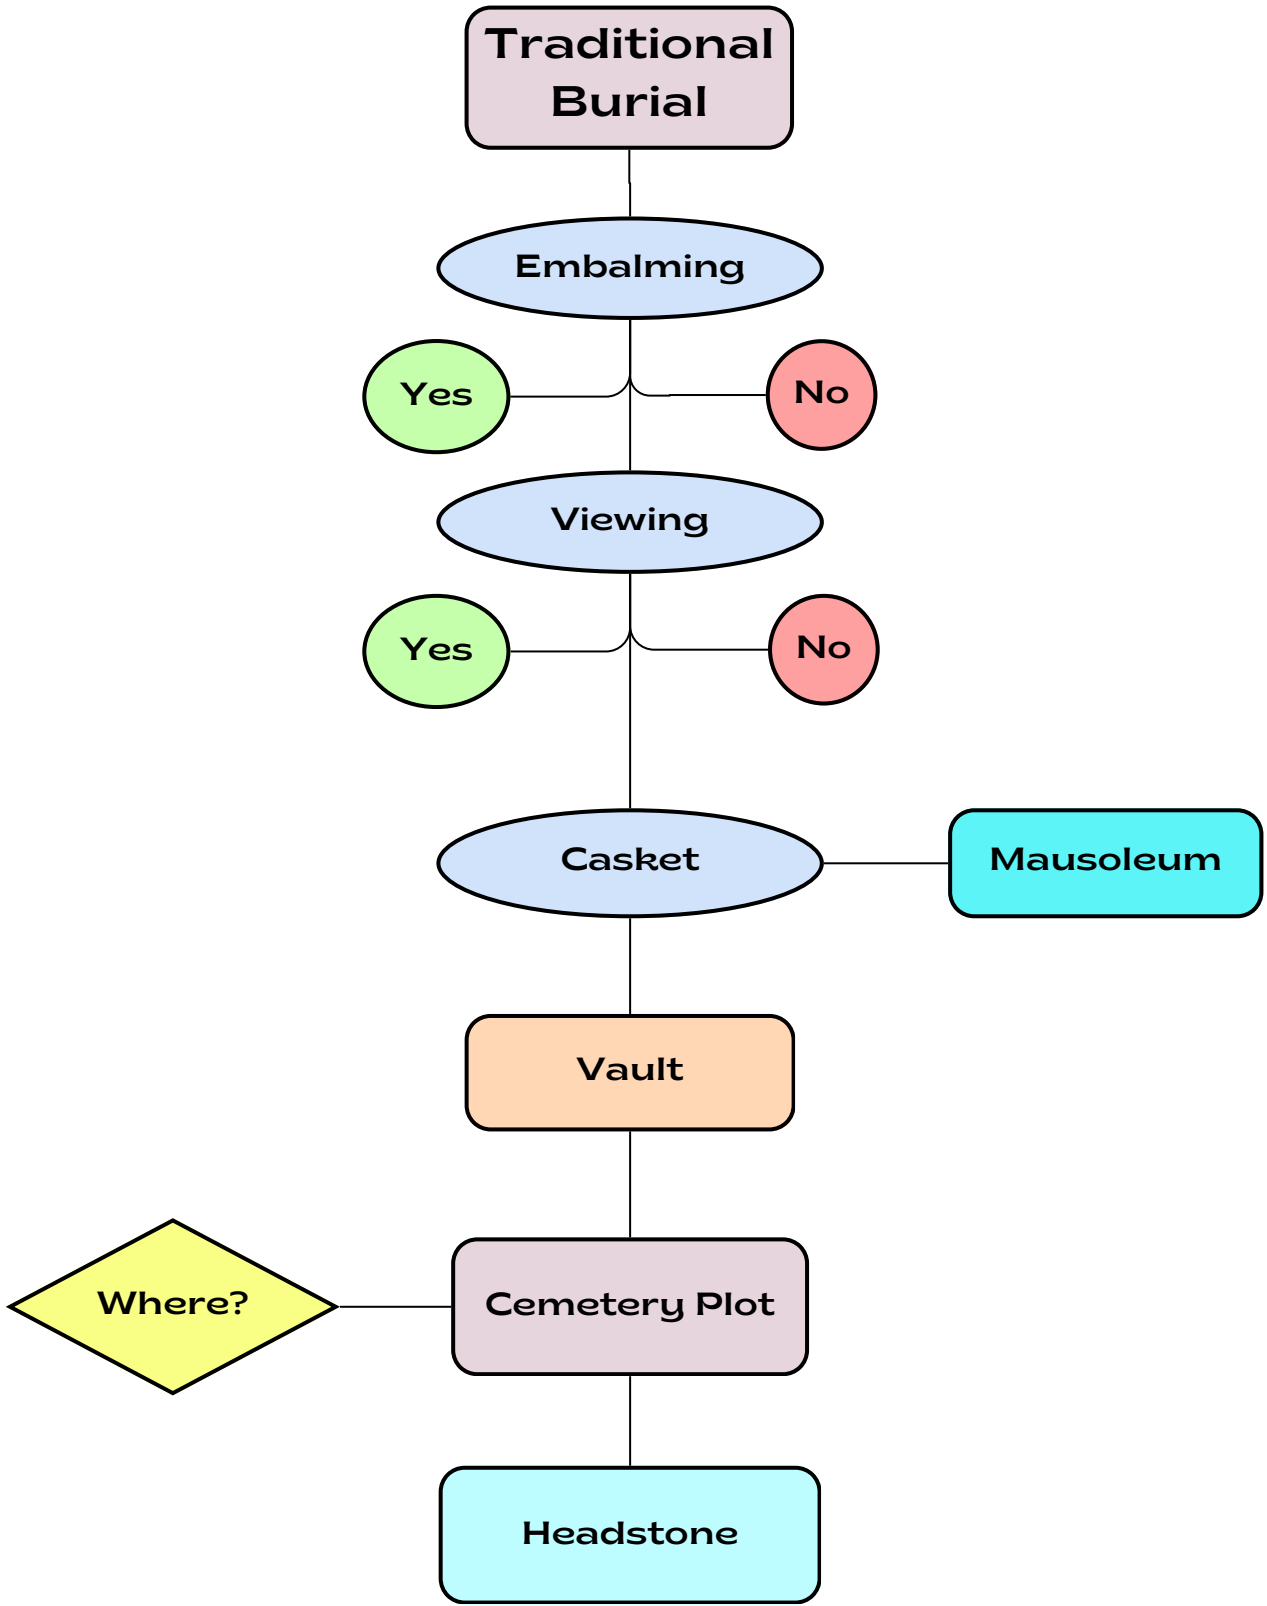 Traditional
Burial
Embalming
Yes
No
Viewing
Yes
No
Casket
Mausoleum
Vault
Where?
Cemetery Plot
Headstone